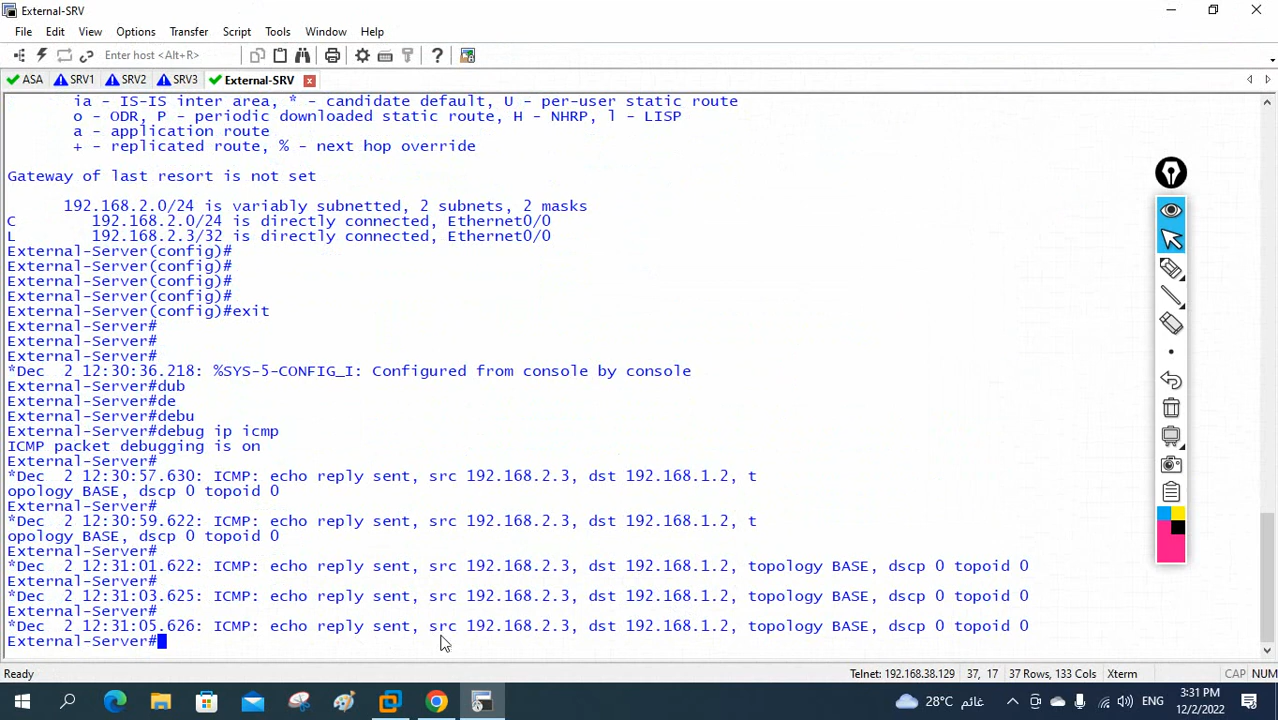 External-SRV
File Edit View Options Transfer Script Tools Window Help
Enter host <Alt+R>
ASA SRV1 SRV2 SRV3 External-SRV
ia - IS-IS inter area, * - candidate default, U - per-user static route
o - ODR, P - periodic downloaded static route, H - NHRP, l - LISP
a - application route
+ - replicated route, % - next hop override
Gateway of last resort is not set
192.168.2.0/24 is variably subnetted, 2 subnets, 2 masks
C 192.168.2.0/24 is directly connected, Ethernet0/0
L 192.168.2.3/32 is directly connected, Ethernet0/0
External-Server(config)#
External-Server(config)#
External-Server(config)#
External-Server(config)#
External-Server(config)#exit
External-Server#
External-Server#
External-Server#
*Dec 2 12:30:36.218: %SYS-5-CONFIG_I: Configured from console by console
External-Server#dub
External-Server#de
External-Server#debu
External-Server#debug ip icmp
ICMP packet debugging is on
External-Server#
*Dec 2 12:30:57.630: ICMP: echo reply sent, src 192.168.2.3, dst 192.168.1.2, t
opology BASE, dscp 0 topoid 0
External-Server#
*Dec 2 12:30:59.622: ICMP: echo reply sent, src 192.168.2.3, dst 192.168.1.2, t
opology BASE, dscp 0 topoid 0
External-Server#
*Dec 2 12:31:01.622: ICMP: echo reply sent, src 192.168.2.3, dst 192.168.1.2, topology BASE, dscp 0 topoid 0
External-Server#
*Dec 2 12:31:03.625: ICMP: echo reply sent, src 192.168.2.3, dst 192.168.1.2, topology BASE, dscp 0 topoid 0
External-Server#
*Dec 2 12:31:05.626: ICMP: echo reply sent, src 192.168.2.3, dst 192.168.1.2, topology BASE, dscp 0 topoid 0
External-Server#
Ready Telnet: 192.168.38.129 37, 17 37 Rows, 133 Cols Xterm CAP NUM
28°C غائم ENG 3:31 PM
12/2/2022